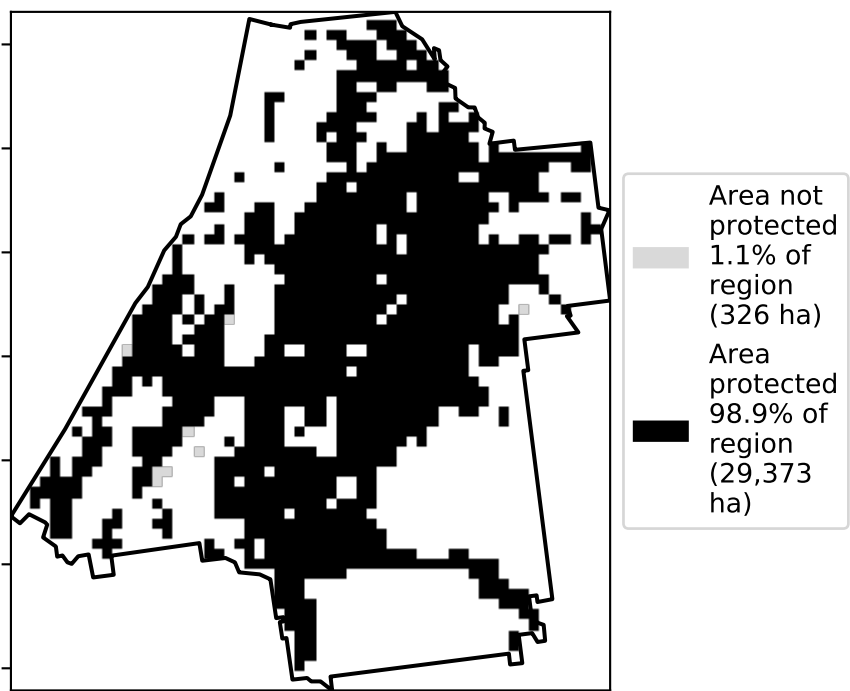 Area not
protected
1.1% of
region
(326 ha)
Area
protected
98.9% of
region
(29,373
ha)